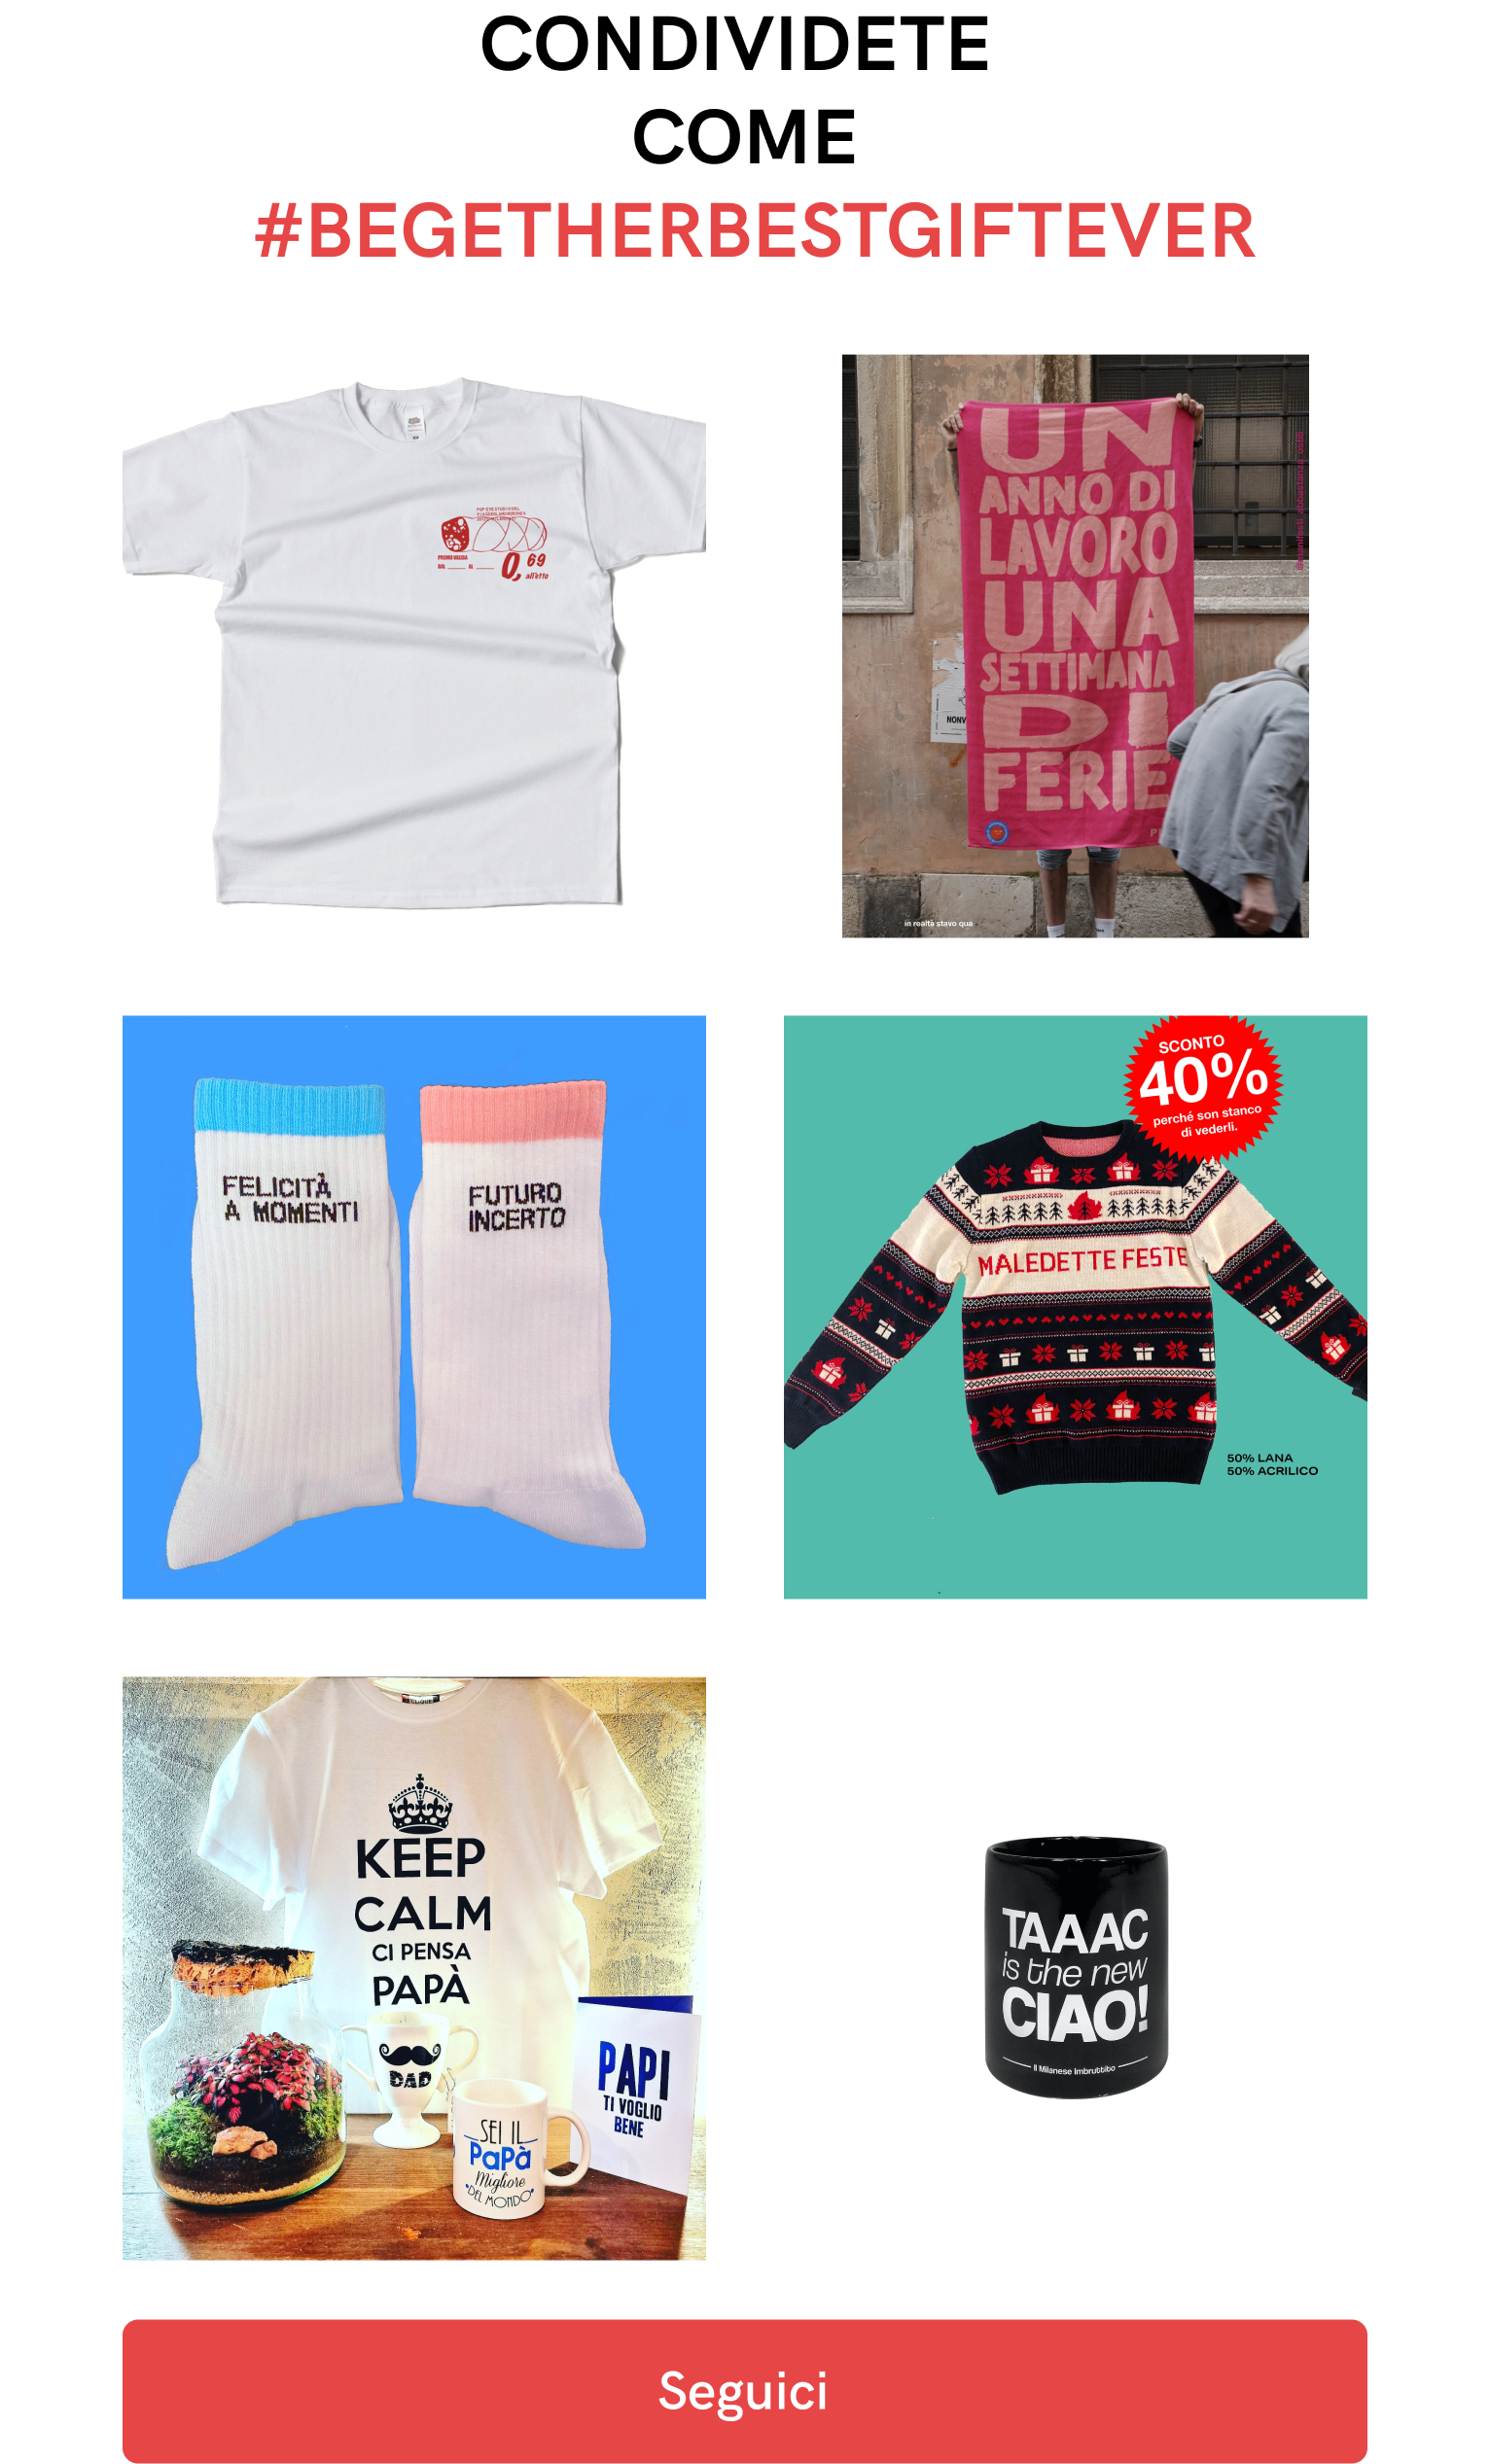 CONDIVIDETE
COME
#BEGETHERBESTGIFTEVER
PROMO VALIDA
DAL AL
0,69
all'etto
UN
ANNO DI
LAVORO
UNA
SETTIMANA
DI
FERIE
in realtà stavo qua
FELICITÀ
A MOMENTI
FUTURO
INCERTO
SCONTO
40%
perché son stanco
di vederli.
MALEDETTE FESTE
50% LANA
50% ACRILICO
KEEP
CALM
CI PENSA
PAPÀ
DAD
SEI IL
PaPà
Migliore
DEL MONDO
PAPI
TI VOGLIO
BENE
TAAAC
is the new
CIAO!
Il Milanese Imbruttito
Seguici